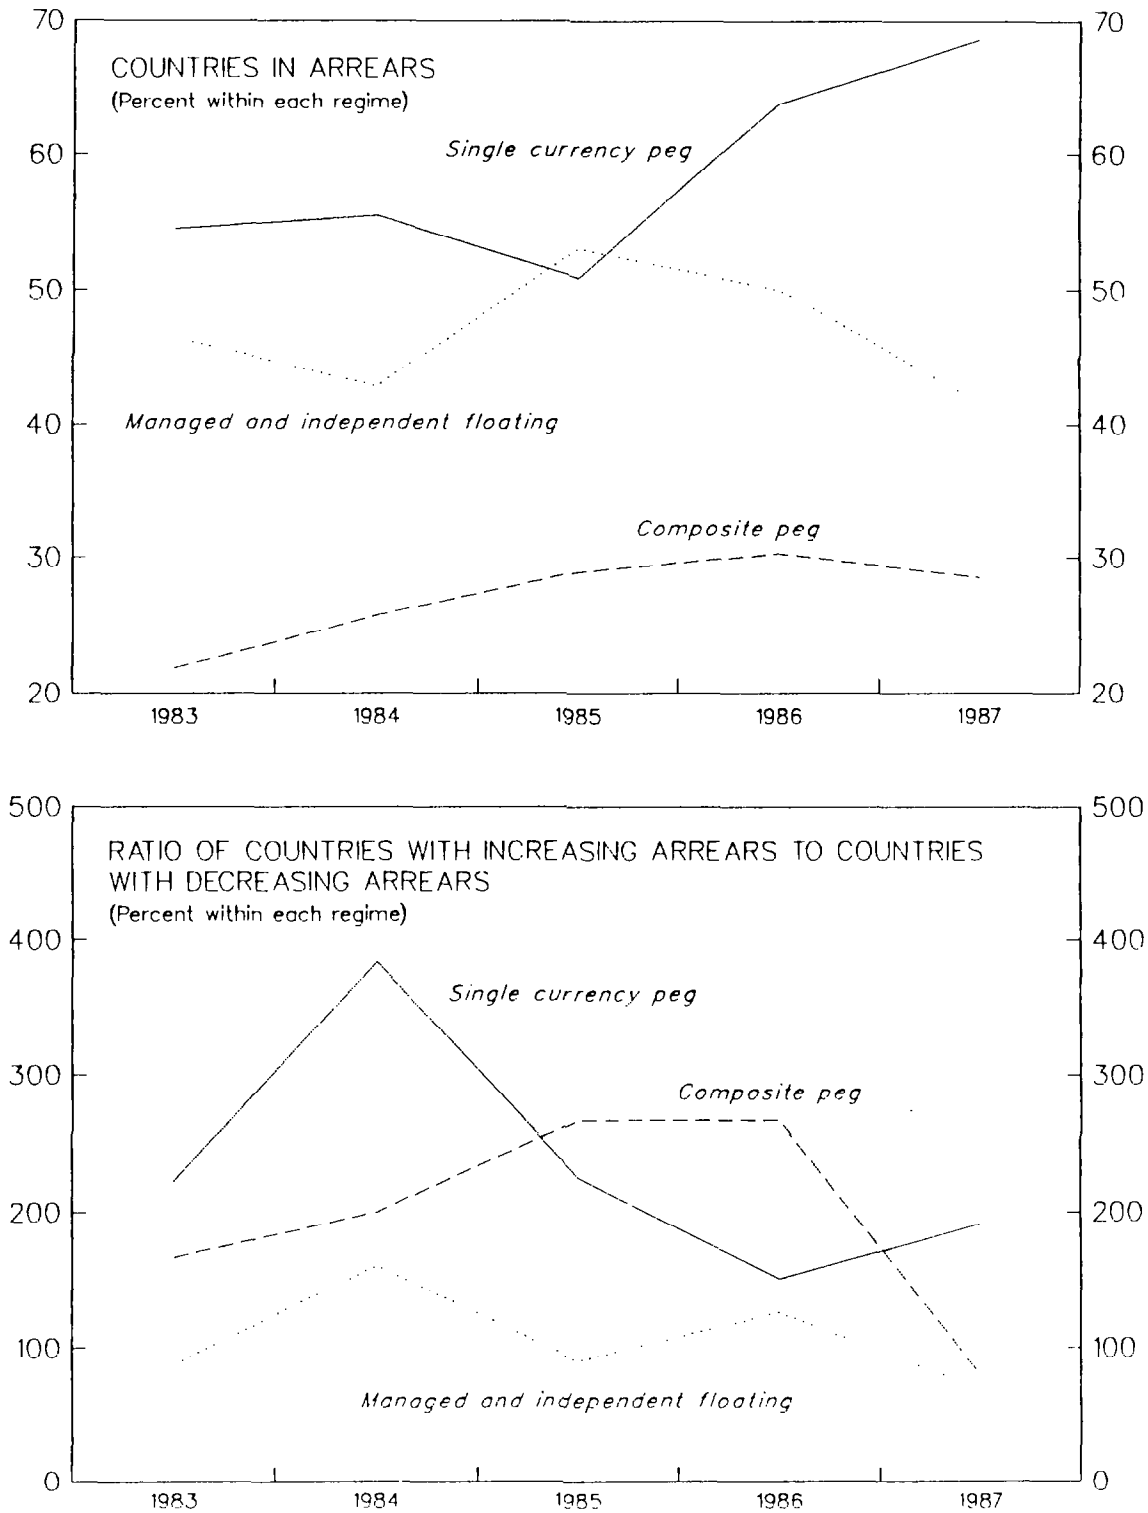 70 70
COUNTRIES IN ARREARS
(Percent within each regime)
Single currency peg
60 60
50 50
Managed and independent floating
40 40
Composite peg
30 30
20 20
1983 1984 1985 1986 1987
500 500
RATIO OF COUNTRIES WITH INCREASING ARREARS TO COUNTRIES
WITH DECREASING ARREARS
(Percent within each regime)
400 400
Single currency peg
300 300
Composite peg
200 200
100 100
Managed and independent floating
0 0
1983 1984 1985 1986 1987